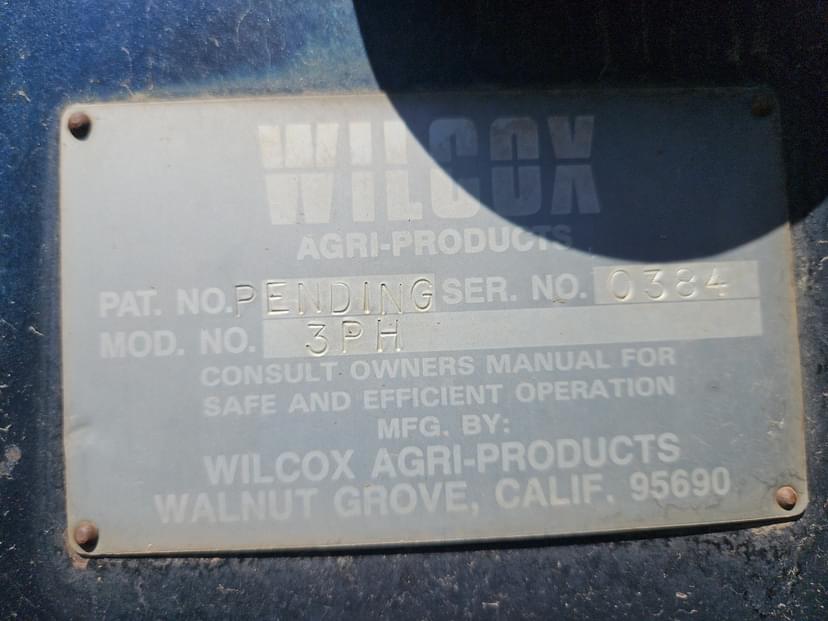 WILCOX
AGRI-PRODUCTS
PAT. NO. PENDING SER. NO. 0384
MOD. NO. 3PH
CONSULT OWNERS MANUAL FOR
SAFE AND EFFICIENT OPERATION
MFG. BY:
WILCOX AGRI-PRODUCTS
WALNUT GROVE, CALIF. 95690